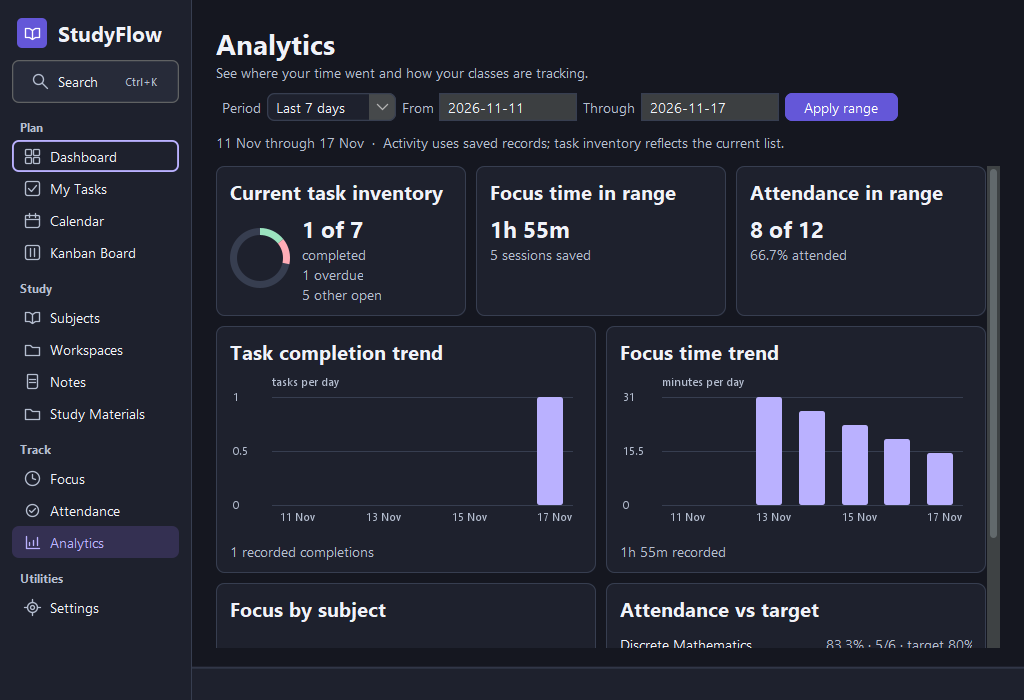 StudyFlow
Search Ctrl+K
Plan
Dashboard
My Tasks
Calendar
Kanban Board
Study
Subjects
Workspaces
Notes
Study Materials
Track
Focus
Attendance
Analytics
Utilities
Settings
Analytics
See where your time went and how your classes are tracking.
Period Last 7 days From 2026-11-11 Through 2026-11-17 Apply range
11 Nov through 17 Nov · Activity uses saved records; task inventory reflects the current list.
Current task inventory
1 of 7
completed
1 overdue
5 other open
Focus time in range
1h 55m
5 sessions saved
Attendance in range
8 of 12
66.7% attended
Task completion trend
tasks per day
1
0.5
0
11 Nov 13 Nov 15 Nov 17 Nov
1 recorded completions
Focus time trend
minutes per day
31
15.5
0
11 Nov 13 Nov 15 Nov 17 Nov
1h 55m recorded
Focus by subject
Attendance vs target
Discrete Mathematics 83.3% · 5/6 · target 80%